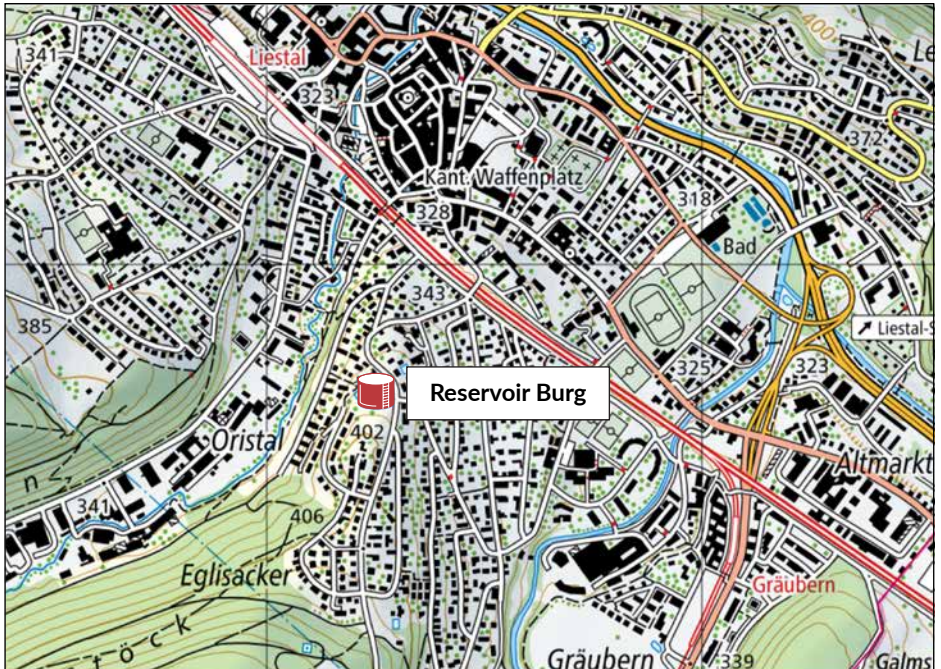 400
Le
341
Liestal
323
372
Kant. Waffenplatz
318
328
Bad
343
385
Liestal-S
325
323
Reservoir Burg
402
Oristal
Altmarkt
n
341
406
Eglisacker
Gräubern
t ö c k
Gräubern
339
Galms